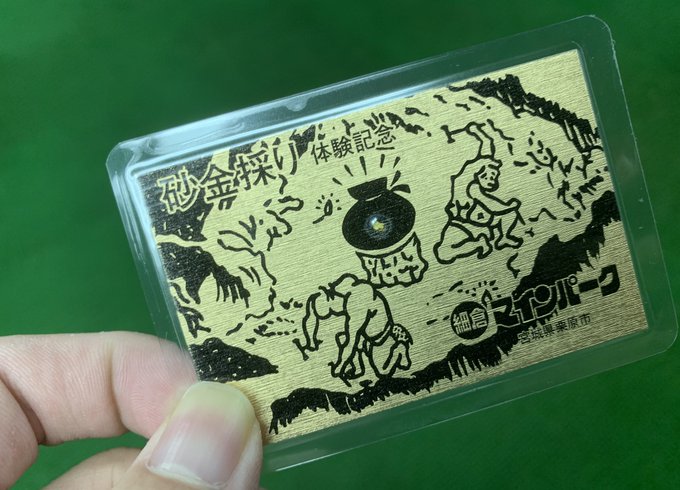 砂金採り 体験記念
細倉マインパーク
宮城県栗原市